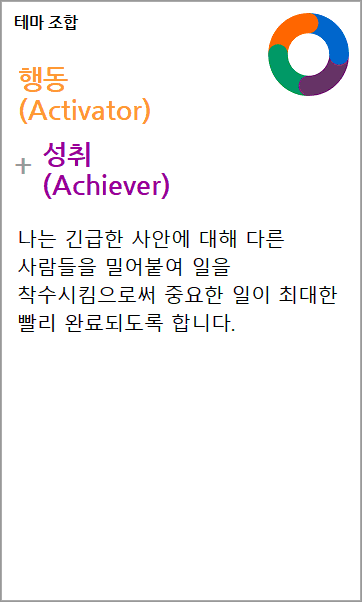 테마 조합
행동
(Activator)
+ 성취
(Achiever)
나는 긴급한 사안에 대해 다른
사람들을 밀어붙여 일을
착수시킴으로써 중요한 일이 최대한
빨리 완료되도록 합니다.